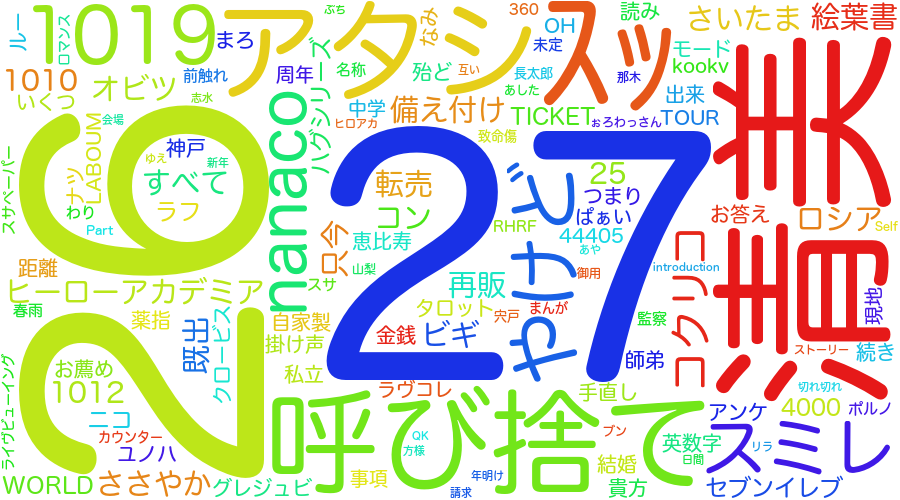 27
26
清美
呼び捨て
アタシ
スッ
1019
nanaco
やけど
スミレ
コクリコ
ロマンス
ルー
まろ
ぶち
なみ
360
OH
未定
読み
さいたま
絵葉書
1010
前触れ
周年
ハグシリーズ
名称
殆ど
互い
長太郎
那木
モード
kookv
いくつ
オビツ
志水
中学
備え付け
あした
出来
TICKET
ぉろわっさん
TOUR
LABOUM
会場
ヒロアカ
致命傷
スサペーパー
ナッツ
ゆえ
神戸
新年
すべて
転売
25
つまり
わり
ラフ
コン
RHRF
ぱぁい
お答え
ロシア
Part
恵比寿
44405
Self
只今
あや
距離
山梨
再販
御用
introduction
ヒーローアカデミア
スサ
現地
春雨
薬指
自家製
タロット
宍戸
まんが
監察
既出
クロービス
掛け声
金銭
ビギ
師弟
ストーリー
続き
ライヴビューイング
お薦め
私立
ラヴコレ
手直し
切れ切れ
1012
ニコ
アンケ
4000
ポルノ
カウンター
QK
ブン
英数字
リラ
ユノハ
方様
日間
結婚
事項
年明け
WORLD
ささやか
グレジュビ
請求
貴方
セブンイレブ